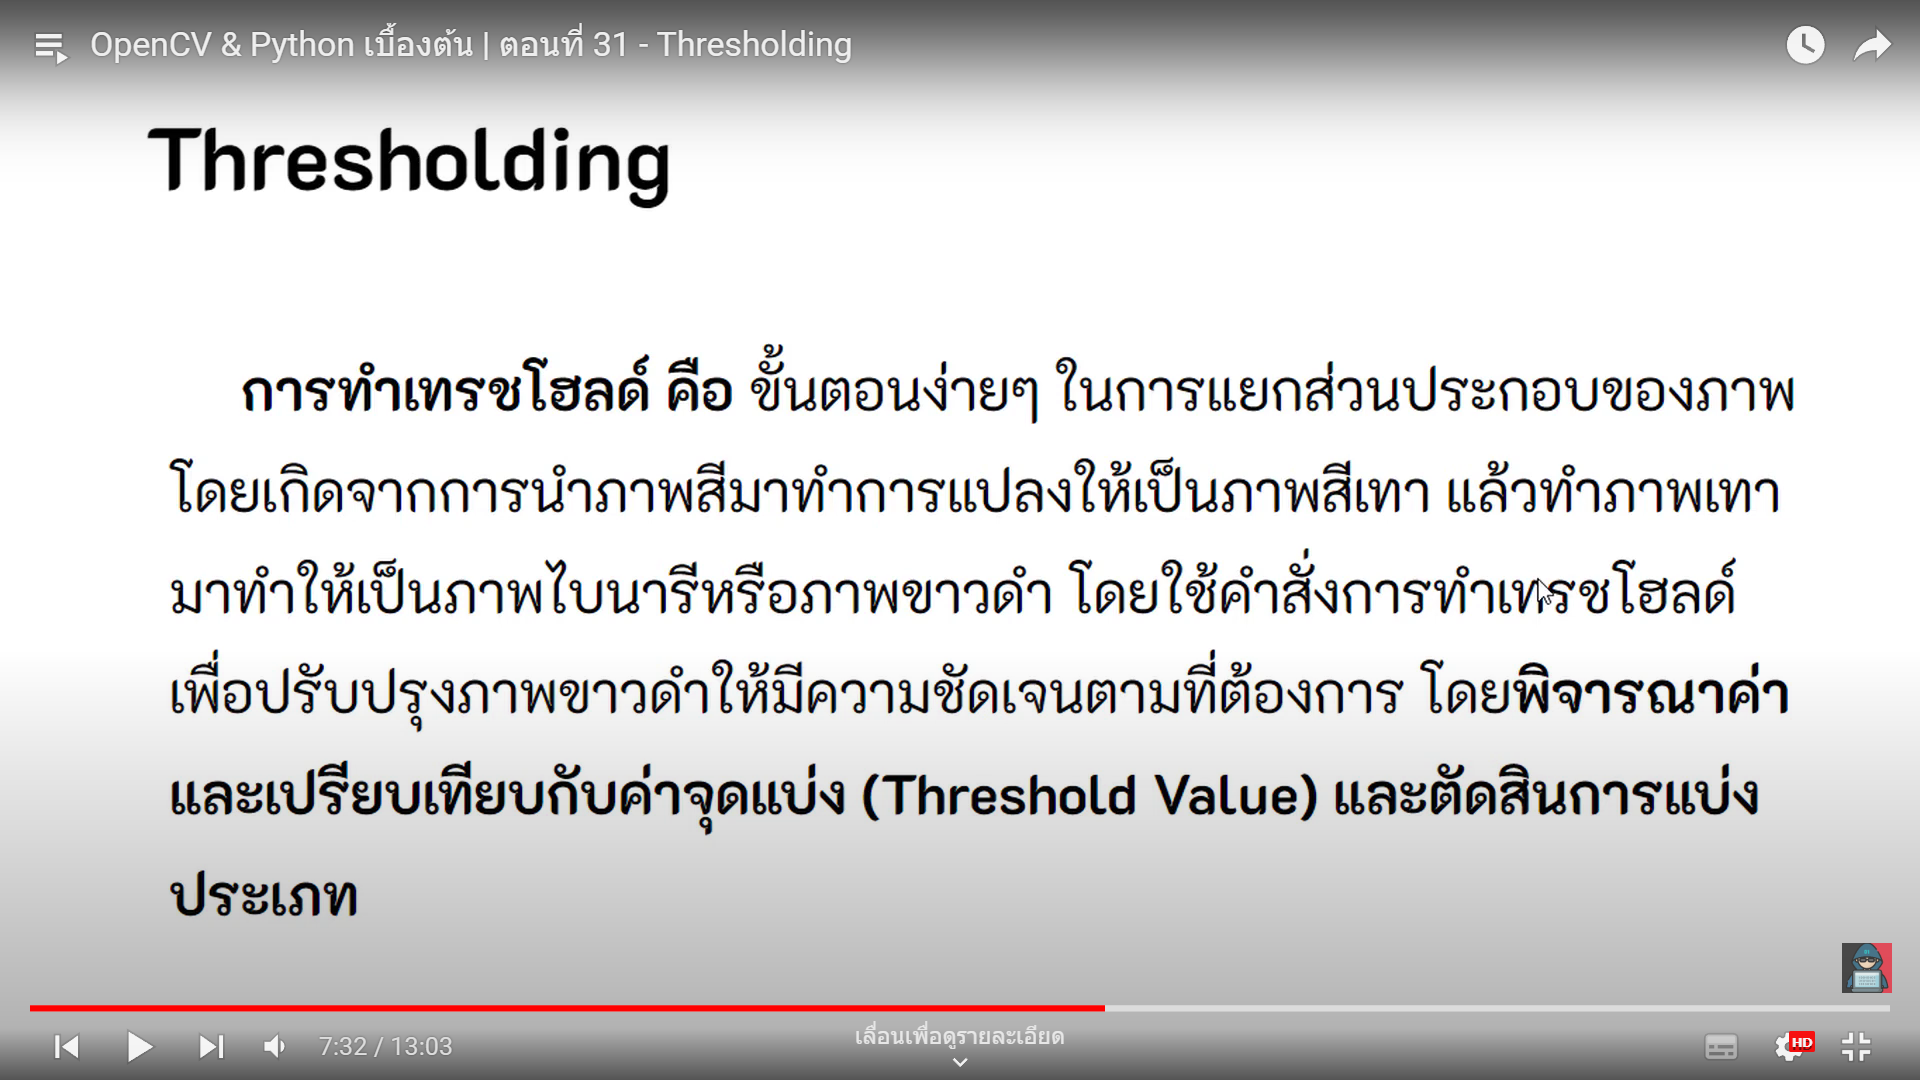 OpenCV & Python เบื้องต้น | ตอนที่ 31 - Thresholding
Thresholding
การทำเทรชโฮลด์ คือ ขั้นตอนง่ายๆ ในการแยกส่วนประกอบของภาพ
โดยเกิดจากการนำภาพสีมาทำการแปลงให้เป็นภาพสีเทา แล้วทำภาพเทา
มาทำให้เป็นภาพไบนารีหรือภาพขาวดำ โดยใช้คำสั่งการทำเทรชโฮลด์
เพื่อปรับปรุงภาพขาวดำให้มีความชัดเจนตามที่ต้องการ โดยพิจารณาค่า
และเปรียบเทียบกับค่าจุดแบ่ง (Threshold Value) และตัดสินการแบ่ง
ประเภท
7:32 / 13:03
เลื่อนเพื่อดูรายละเอียด
HD